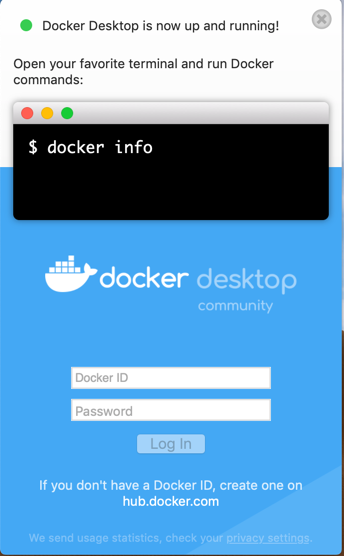 Docker Desktop is now up and running!
Open your favorite terminal and run Docker
commands:
$ docker info
docker desktop
community
Docker ID
Password
Log In
If you don't have a Docker ID, create one on
hub.docker.com
We send usage statistics, check your privacy settings.